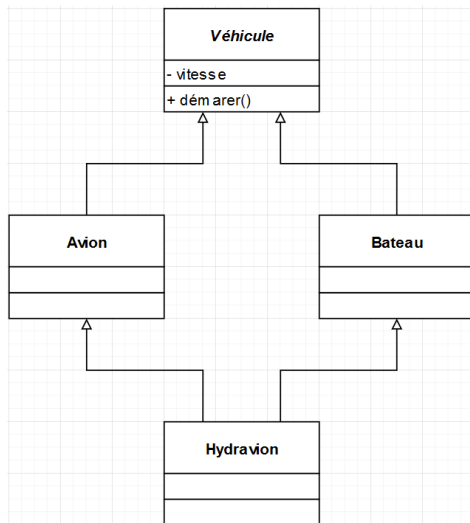 Véhicule
- vitesse
+ démarer()
Avion
Bateau
Hydravion